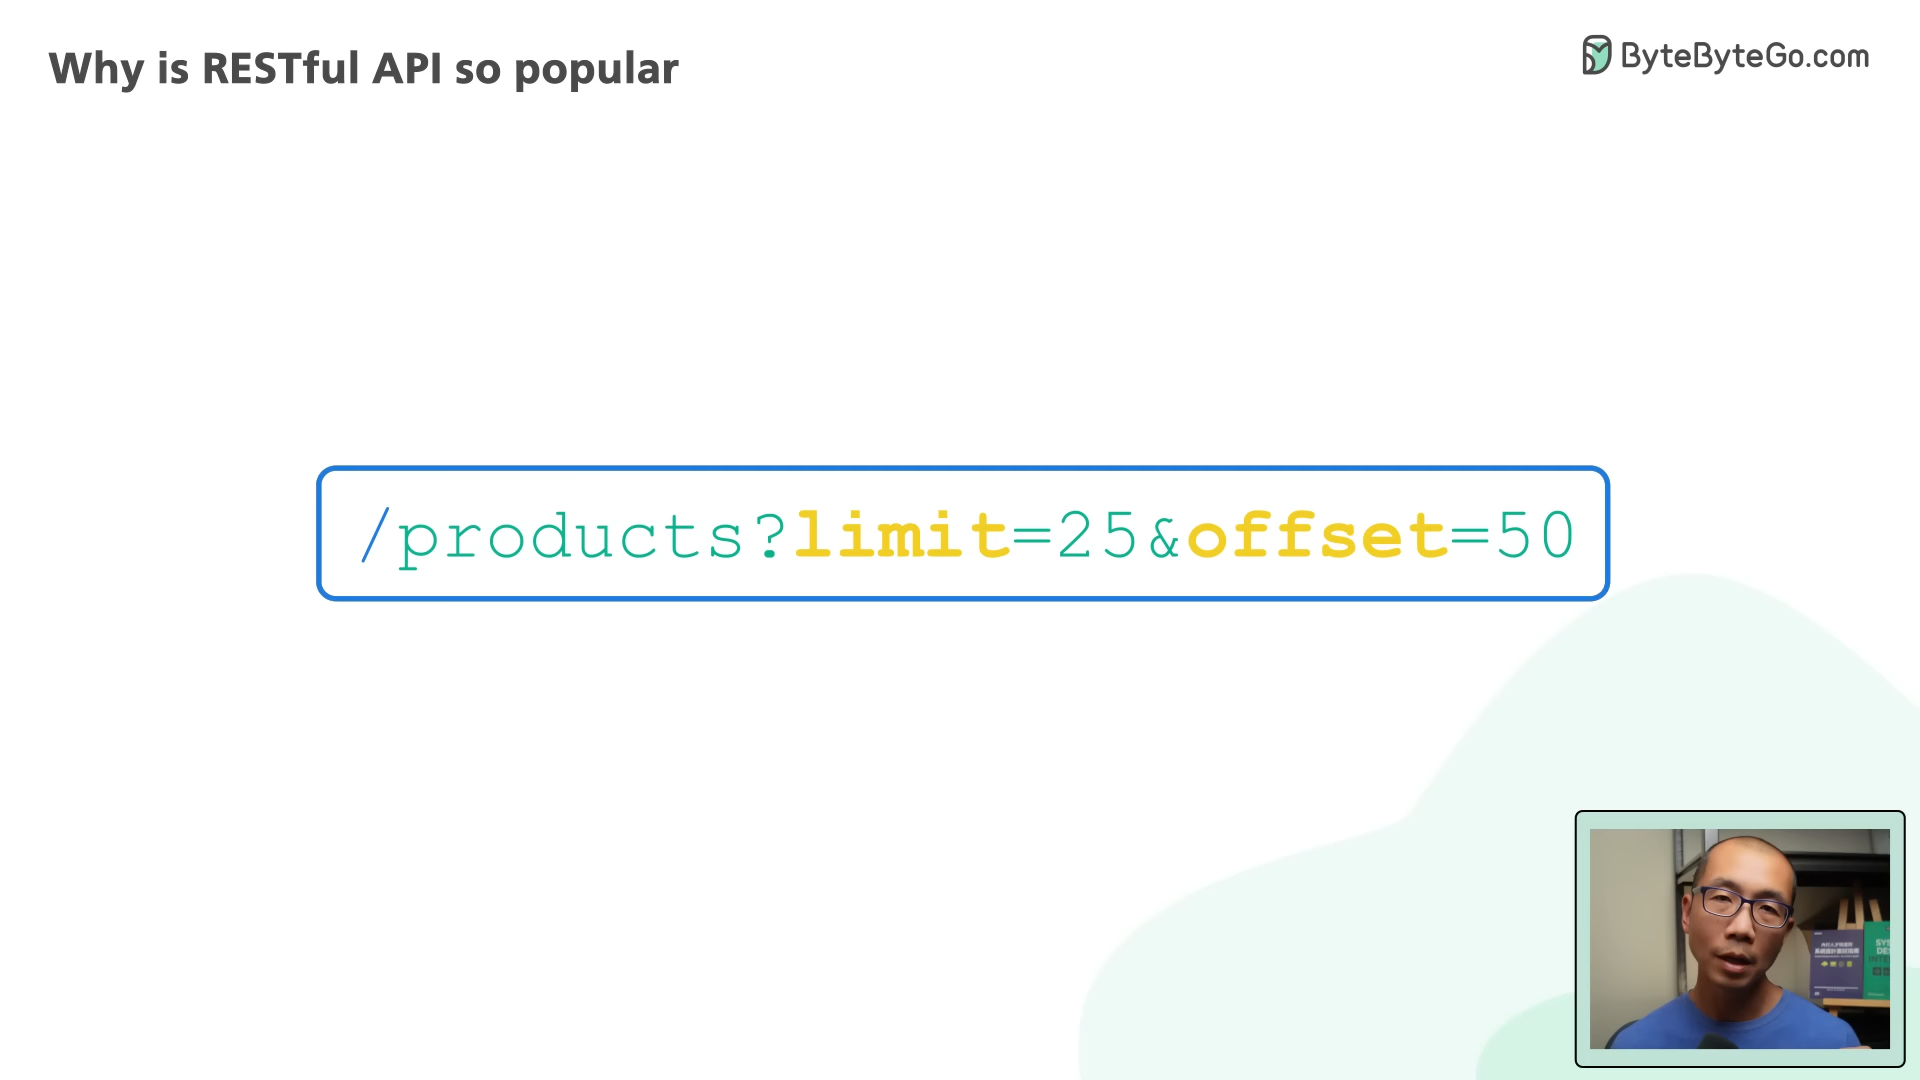 Why is RESTful API so popular
ByteByteGo.com
/products?limit=25&offset=50